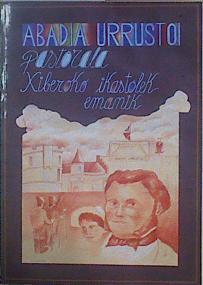 ABADIA URRUSTOI
pastorala
Xiberoko ikastolek
emanik